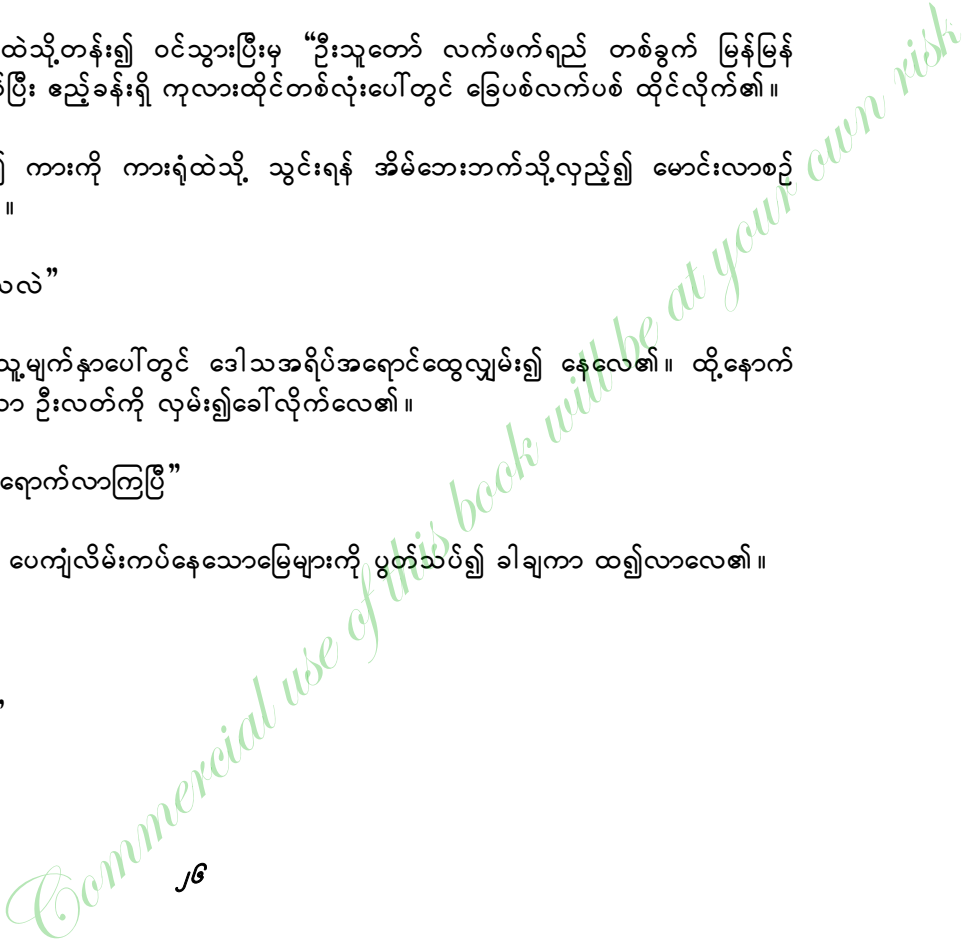 ထဲသို့တန်း၍ ဝင်သွားပြီးမှ “ဦးသူတော် လက်ဖက်ရည် တစ်ခွက် မြန်မြန်
ပြီး ဧည့်ခန်းရှိ ကုလားထိုင်တစ်လုံးပေါ်တွင် ခြေပစ်လက်ပစ် ထိုင်လိုက်၏။
၍ ကားကို ကားရုံထဲသို့ သွင်းရန် အိမ်ဘေးဘက်သို့လှည့်၍ မောင်းလာစဉ်
။
လဲ”
သူ့မျက်နှာပေါ်တွင် ဒေါသအရိပ်အရောင်ထွေလျှမ်း၍ နေလေ၏။ ထို့နောက်
ဦးလတ်ကို လှမ်း၍ခေါ်လိုက်လေ၏။
ရောက်လာကြပြီ”
ပေကျံလိမ်းကပ်နေသောမြေများကို ပွတ်သပ်၍ ခါချကာ ထ၍လာလေ၏။
”
၂၆
Commercial use of this book will be at your own risk